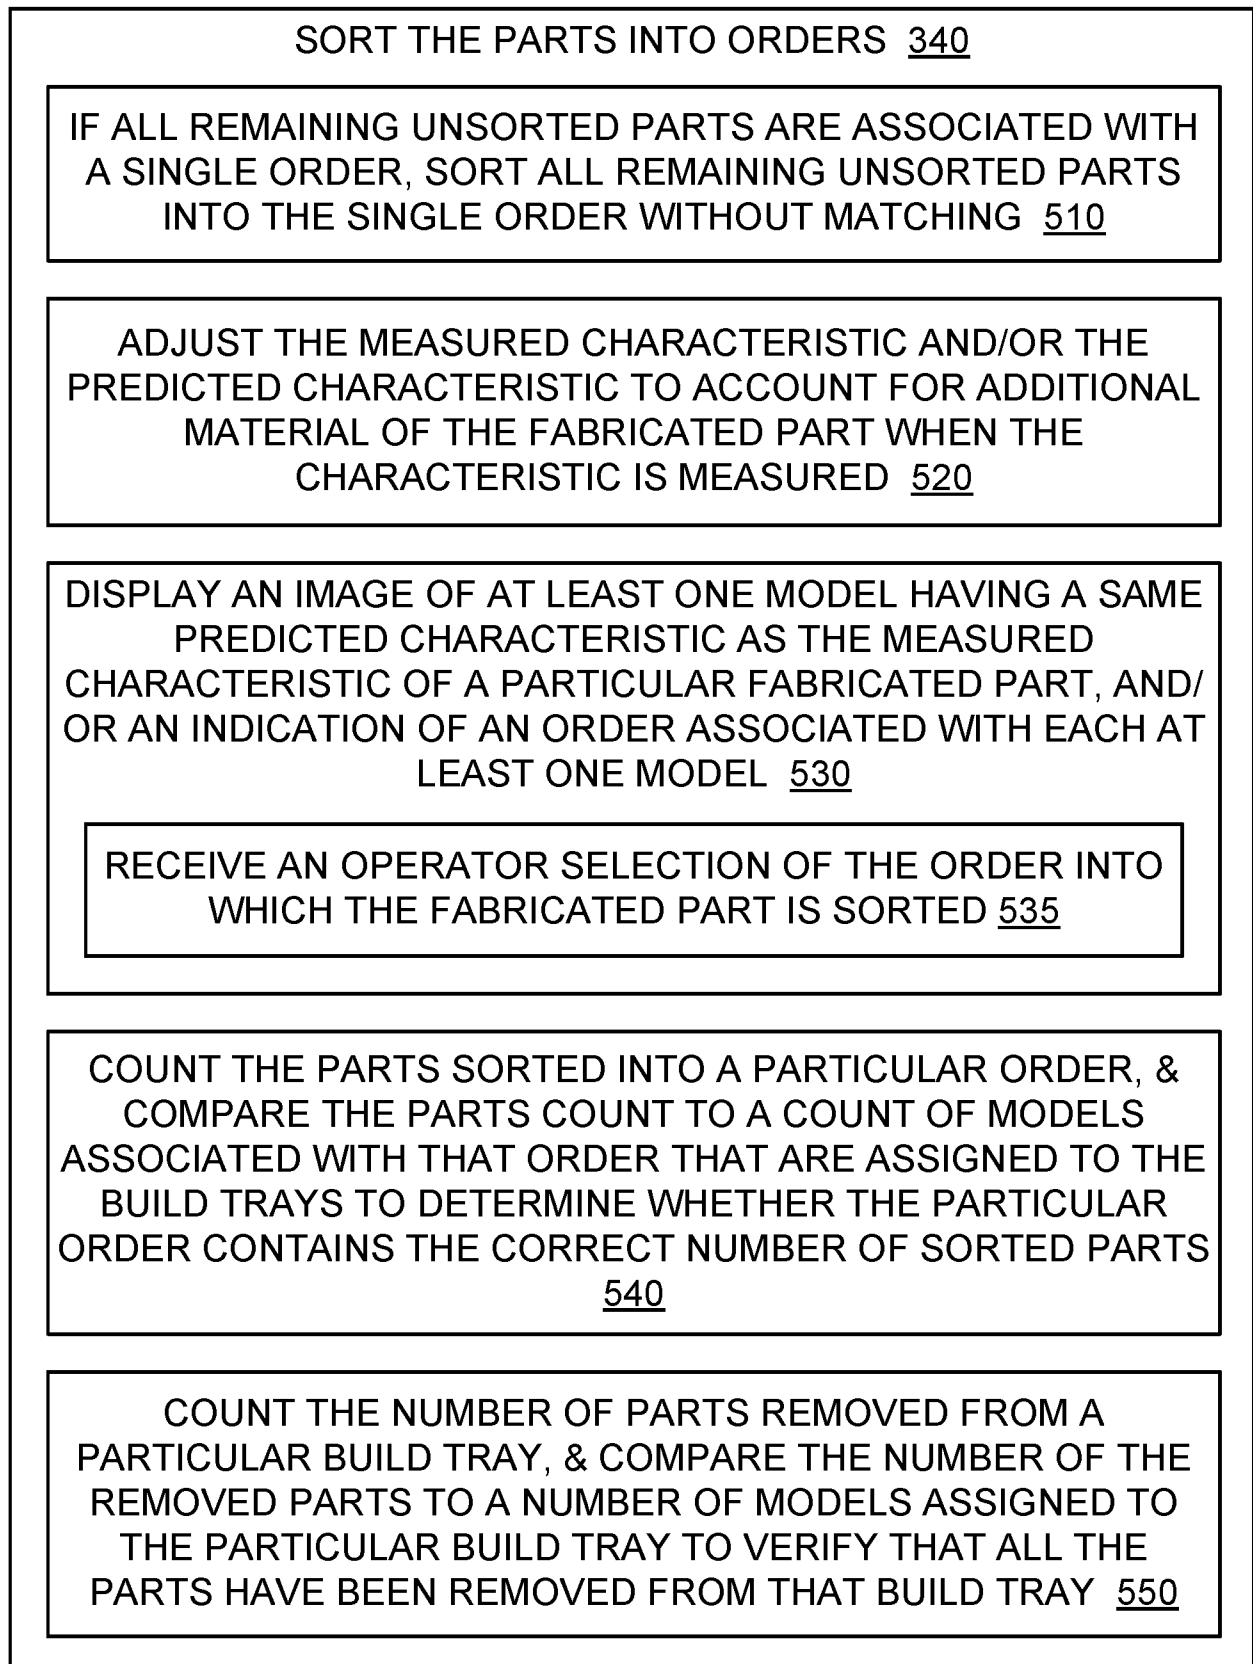 SORT THE PARTS INTO ORDERS 340
IF ALL REMAINING UNSORTED PARTS ARE ASSOCIATED WITH
A SINGLE ORDER, SORT ALL REMAINING UNSORTED PARTS
INTO THE SINGLE ORDER WITHOUT MATCHING 510
ADJUST THE MEASURED CHARACTERISTIC AND/OR THE
PREDICTED CHARACTERISTIC TO ACCOUNT FOR ADDITIONAL
MATERIAL OF THE FABRICATED PART WHEN THE
CHARACTERISTIC IS MEASURED 520
DISPLAY AN IMAGE OF AT LEAST ONE MODEL HAVING A SAME
PREDICTED CHARACTERISTIC AS THE MEASURED
CHARACTERISTIC OF A PARTICULAR FABRICATED PART, AND/
OR AN INDICATION OF AN ORDER ASSOCIATED WITH EACH AT
LEAST ONE MODEL 530
RECEIVE AN OPERATOR SELECTION OF THE ORDER INTO
WHICH THE FABRICATED PART IS SORTED 535
COUNT THE PARTS SORTED INTO A PARTICULAR ORDER, &
COMPARE THE PARTS COUNT TO A COUNT OF MODELS
ASSOCIATED WITH THAT ORDER THAT ARE ASSIGNED TO THE
BUILD TRAYS TO DETERMINE WHETHER THE PARTICULAR
ORDER CONTAINS THE CORRECT NUMBER OF SORTED PARTS
540
COUNT THE NUMBER OF PARTS REMOVED FROM A
PARTICULAR BUILD TRAY, & COMPARE THE NUMBER OF THE
REMOVED PARTS TO A NUMBER OF MODELS ASSIGNED TO
THE PARTICULAR BUILD TRAY TO VERIFY THAT ALL THE
PARTS HAVE BEEN REMOVED FROM THAT BUILD TRAY 550